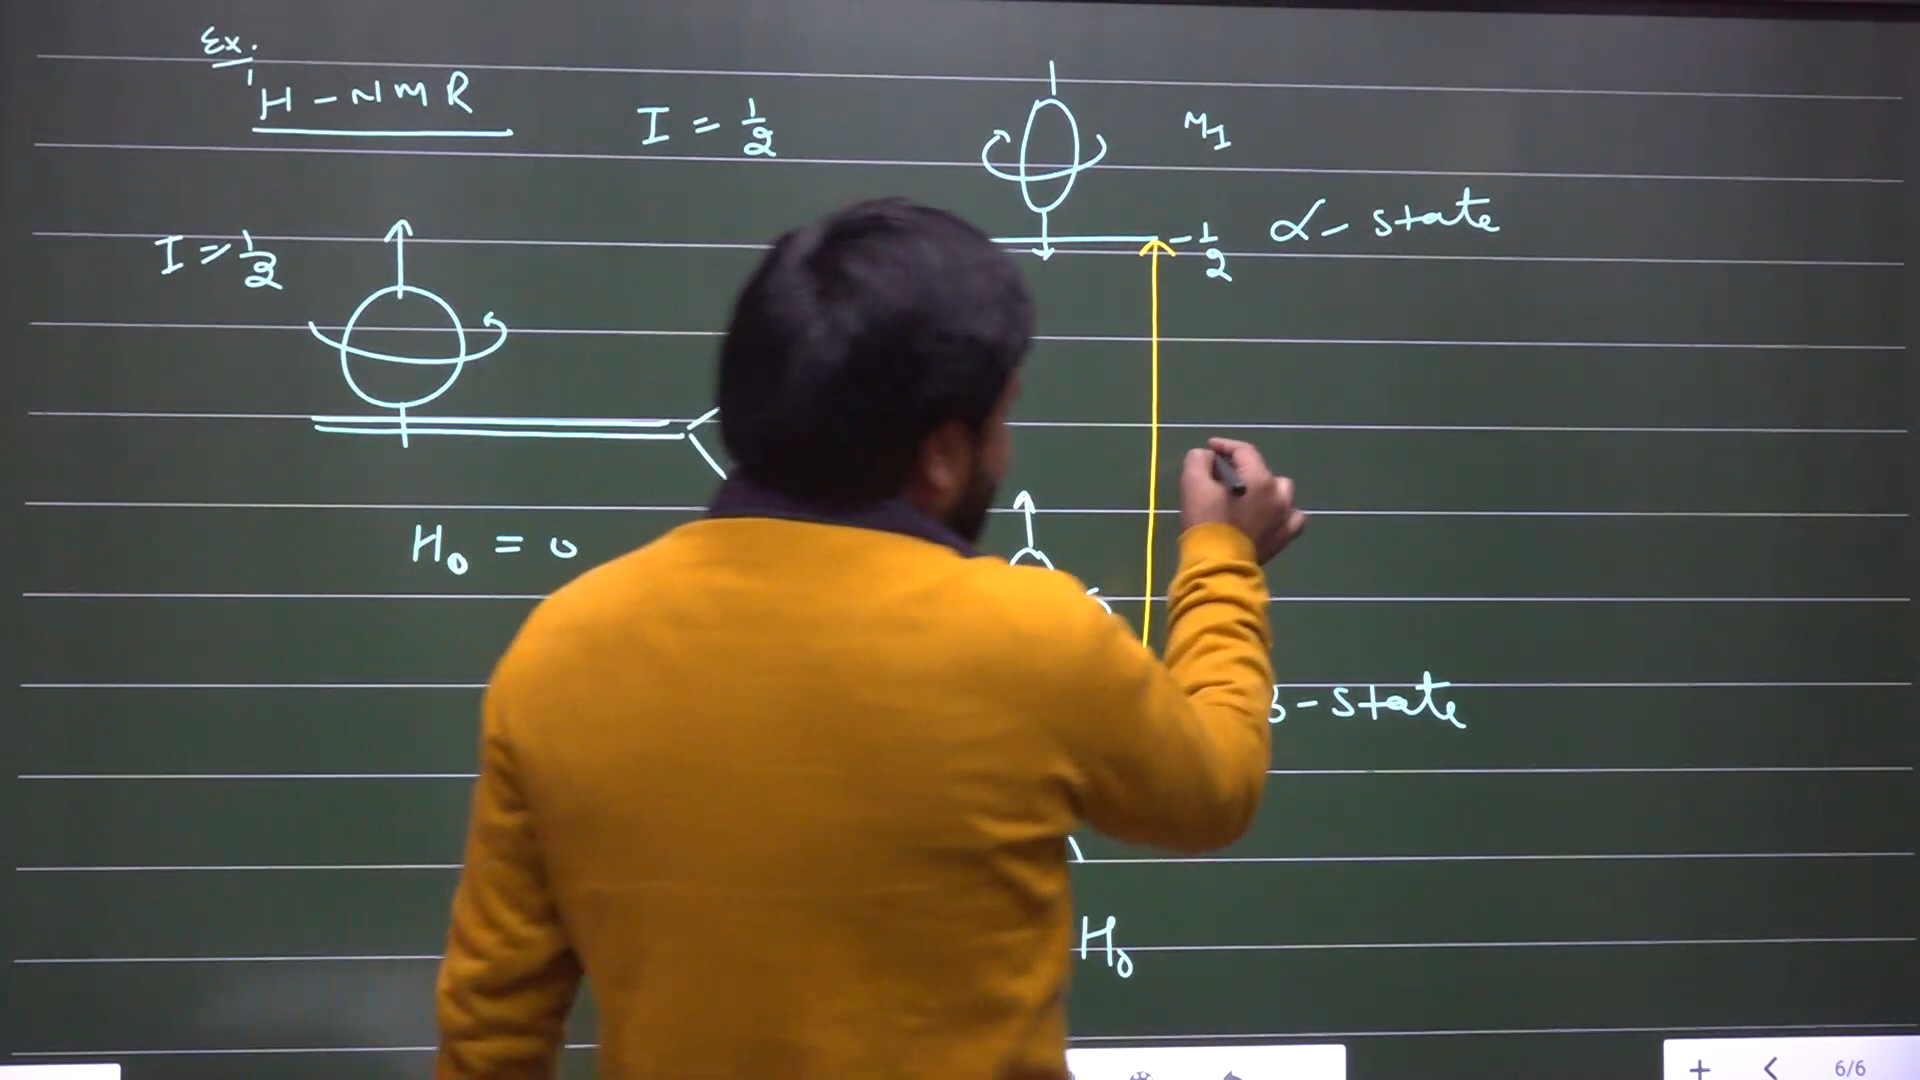 Ex.
¹H - NMR
I = 1/2
M_I
-1/2
α - state
I = 1/2
H₀ = 0
β - state
H₀
6/6